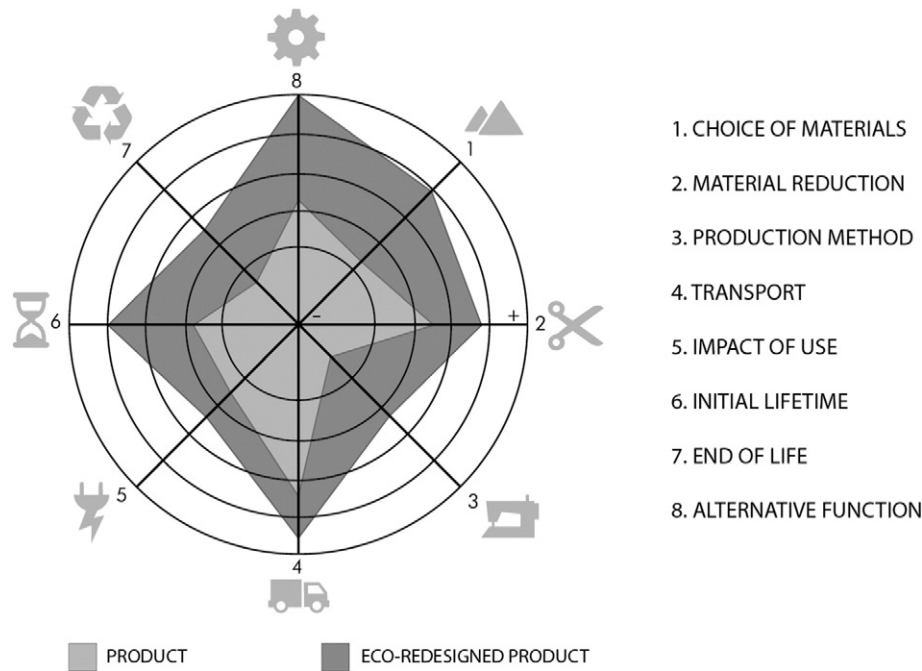 8
7
1
1. CHOICE OF MATERIALS
2. MATERIAL REDUCTION
3. PRODUCTION METHOD
4. TRANSPORT
5. IMPACT OF USE
6. INITIAL LIFETIME
7. END OF LIFE
8. ALTERNATIVE FUNCTION
6
-
+
2
5
3
4
PRODUCT
ECO-REDESIGNED PRODUCT